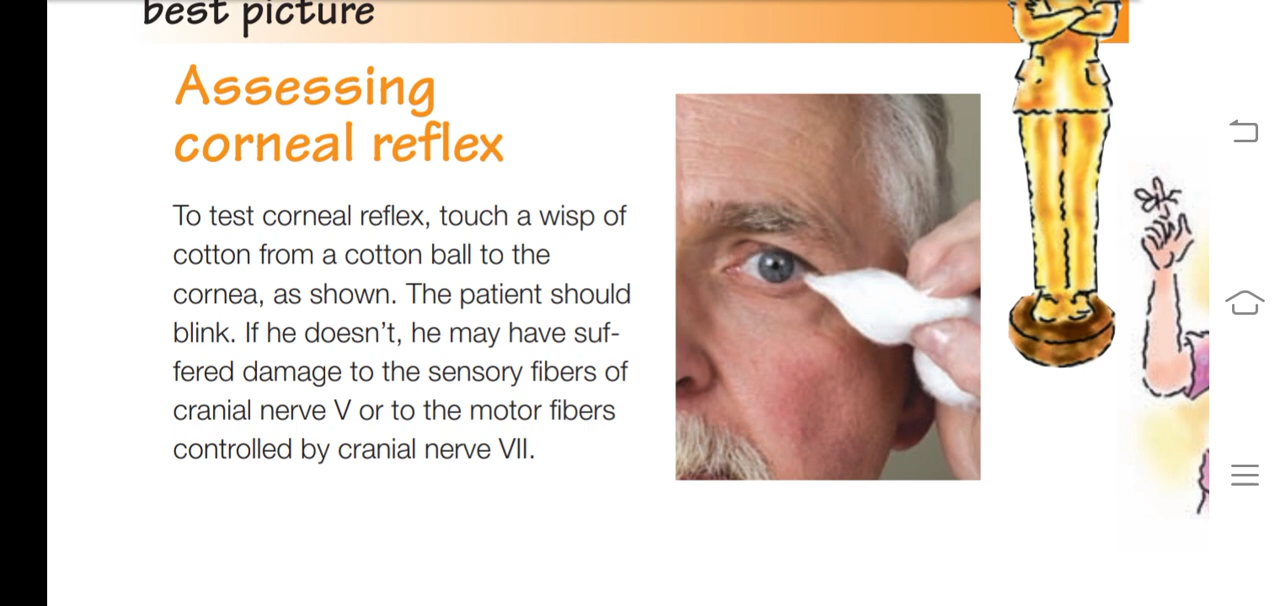 best picture
Assessing
corneal reflex
To test corneal reflex, touch a wisp of
cotton from a cotton ball to the
cornea, as shown. The patient should
blink. If he doesn’t, he may have suf-
fered damage to the sensory fibers of
cranial nerve V or to the motor fibers
controlled by cranial nerve VII.